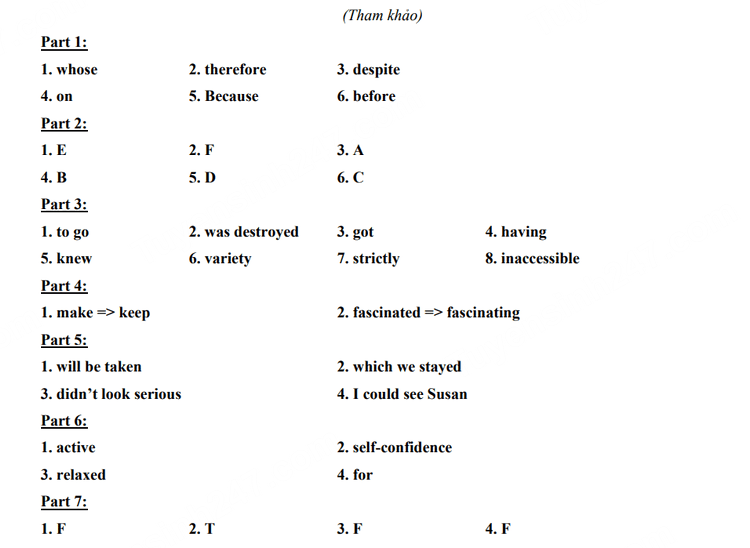 (Tham khảo)
Part 1:
1. whose 2. therefore 3. despite
4. on 5. Because 6. before
Part 2:
1. E 2. F 3. A
4. B 5. D 6. C
Part 3:
1. to go 2. was destroyed 3. got 4. having
5. knew 6. variety 7. strictly 8. inaccessible
Part 4:
1. make => keep 2. fascinated => fascinating
Part 5:
1. will be taken 2. which we stayed
3. didn’t look serious 4. I could see Susan
Part 6:
1. active 2. self-confidence
3. relaxed 4. for
Part 7:
1. F 2. T 3. F 4. F